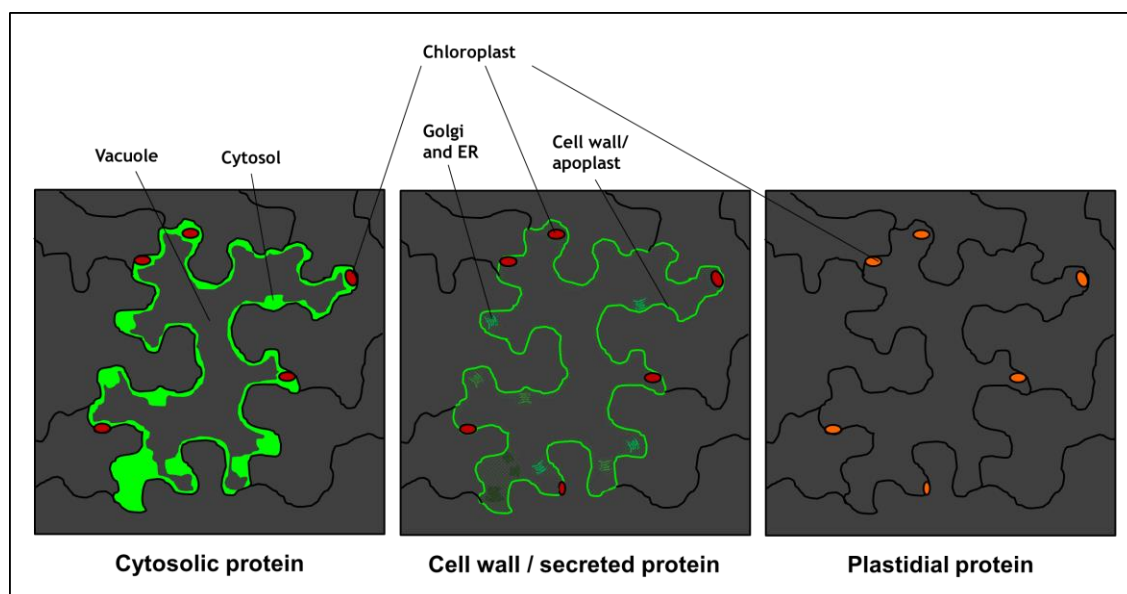 Chloroplast
Golgi
and ER
Cell wall/
apoplast
Vacuole
Cytosol
Cytosolic protein
Cell wall / secreted protein
Plastidial protein